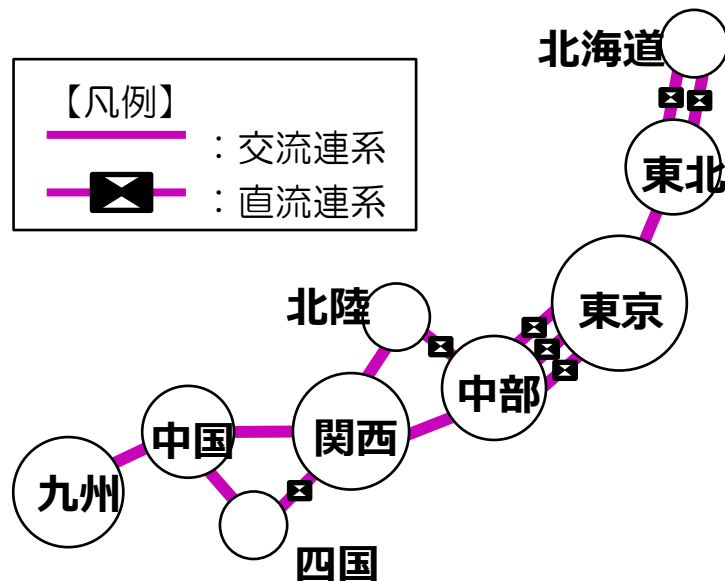 北海道
【凡例】
：交流連系
：直流連系
東北
北陸
東京
中部
中国
関西
九州
四国